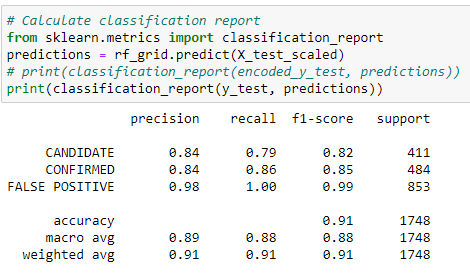 # Calculate classification report
from sklearn.metrics import classification_report
predictions = rf_grid.predict(X_test_scaled)
# print(classification_report(encoded_y_test, predictions))
print(classification_report(y_test, predictions))
precision recall f1-score support
CANDIDATE 0.84 0.79 0.82 411
CONFIRMED 0.84 0.86 0.85 484
FALSE POSITIVE 0.98 1.00 0.99 853
accuracy 0.91 1748
macro avg 0.89 0.88 0.88 1748
weighted avg 0.91 0.91 0.91 1748